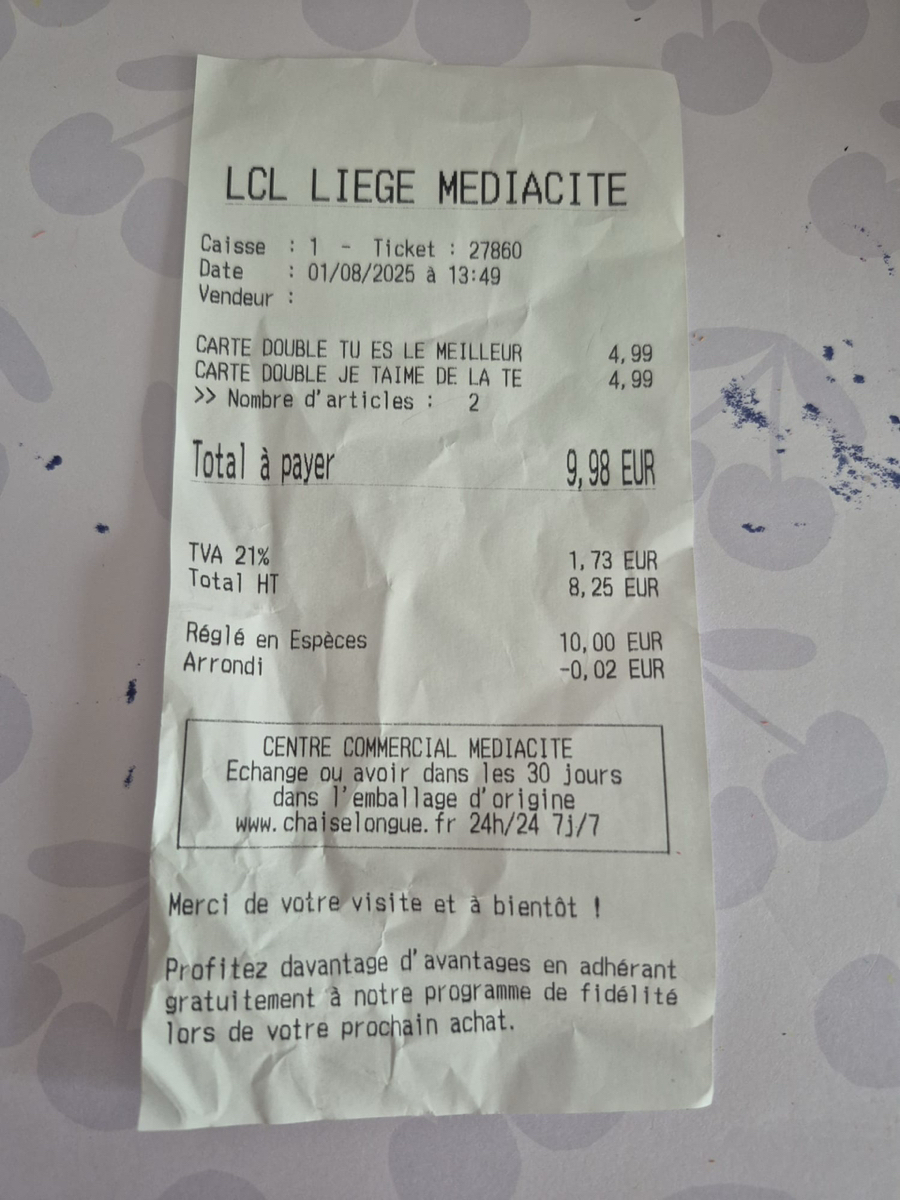 LCL LIEGE MEDIACITE
Caisse : 1 - Ticket : 27860
Date : 01/08/2025 à 13:49
Vendeur :
CARTE DOUBLE TU ES LE MEILLEUR 4,99
CARTE DOUBLE JE TAIME DE LA TE 4,99
>> Nombre d'articles : 2
Total à payer 9,98 EUR
TVA 21% 1,73 EUR
Total HT 8,25 EUR
Réglé en Espèces 10,00 EUR
Arrondi -0,02 EUR
CENTRE COMMERCIAL MEDIACITE
Echange ou avoir dans les 30 jours
dans l'emballage d'origine
www.chaiselongue.fr 24h/24 7j/7
Merci de votre visite et à bientôt !
Profitez davantage d'avantages en adhérant
gratuitement à notre programme de fidélité
lors de votre prochain achat.